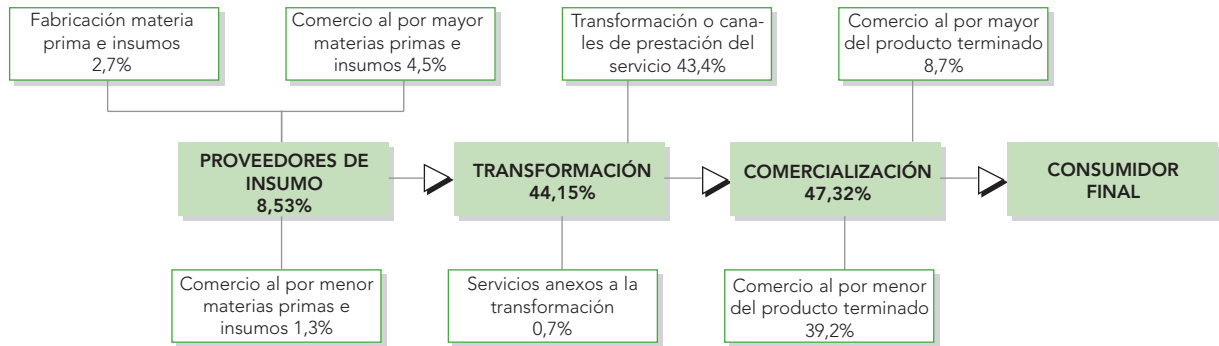 Fabricación materia
prima e insumos
2,7%
Comercio al por mayor
materias primas e
insumos 4,5%
Transformación o cana-
les de prestación del
servicio 43,4%
Comercio al por mayor
del producto terminado
8,7%
PROVEEDORES DE
INSUMO
8,53%
TRANSFORMACIÓN
44,15%
COMERCIALIZACIÓN
47,32%
CONSUMIDOR
FINAL
Comercio al por menor
materias primas e
insumos 1,3%
Servicios anexos a la
transformación
0,7%
Comercio al por menor
del producto terminado
39,2%